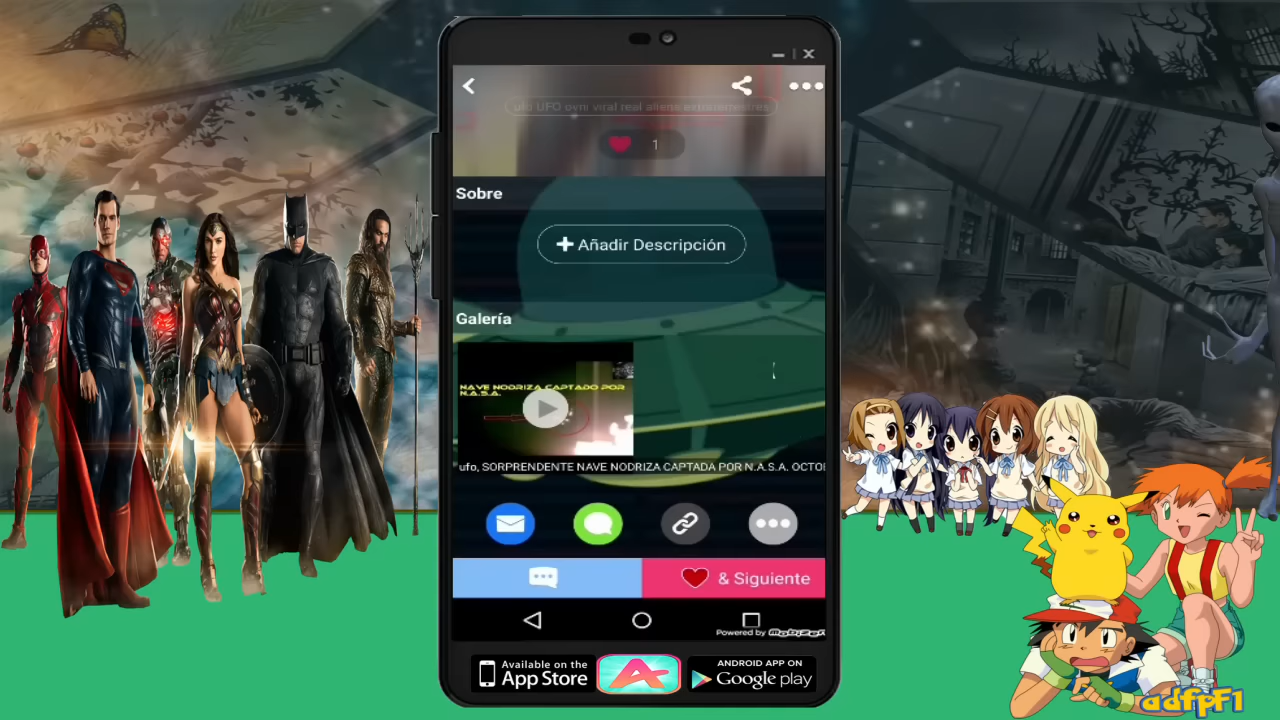 ufo UFO ovni viral real aliens extraterrestres
1
Sobre
+ Añadir Descripción
Galería
NAVE NODRIZA CAPTADO POR
N.A.S.A.
ufo, SORPRENDENTE NAVE NODRIZA CAPTADA POR N.A.S.A. OCTO
& Siguiente
Powered by Mobizen
Available on the
App Store
ANDROID APP ON
Google play
adfpF1